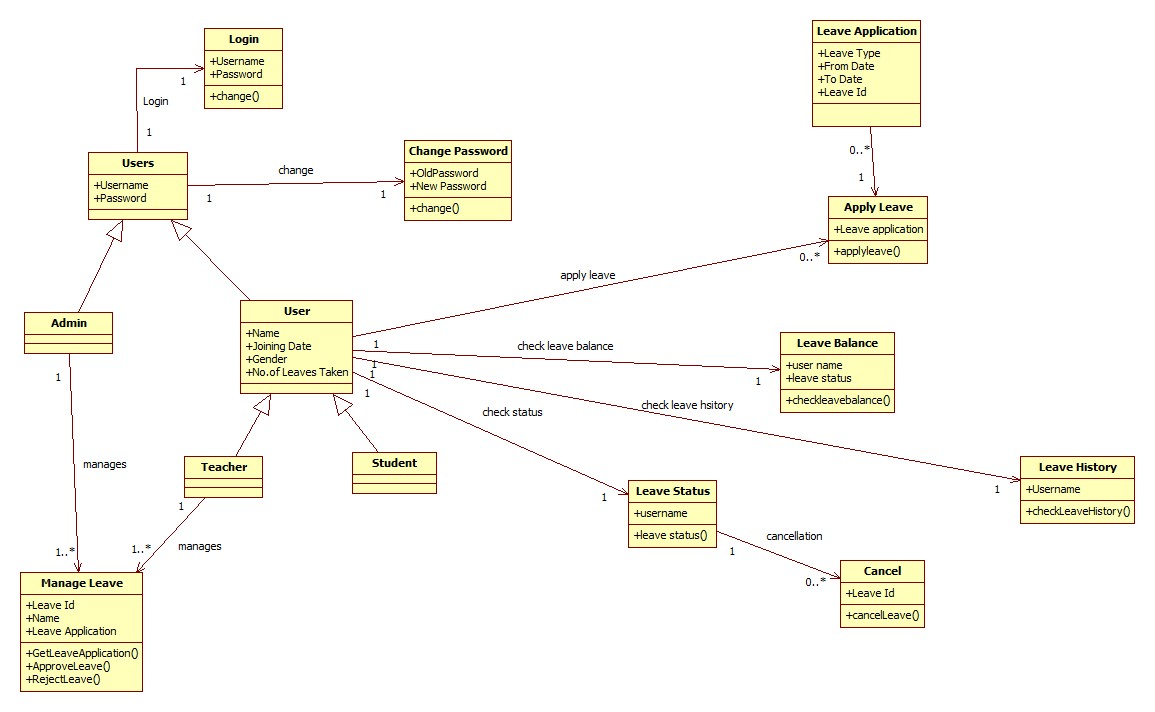 Login
+Username
+Password
+change()
1
Login
1
Users
+Username
+Password
change
1
1
Change Password
+OldPassword
+New Password
+change()
Leave Application
+Leave Type
+From Date
+To Date
+Leave Id
0..*
1
Apply Leave
+Leave application
+applyleave()
apply leave
0..*
1
Admin
User
+Name
+Joining Date
+Gender
+No.of Leaves Taken
check leave balance
1
1
Leave Balance
+user name
+leave status
+checkleavebalance()
check leave hsitory
1
1
Leave History
+Username
+checkLeaveHistory()
check status
1
1
Leave Status
+username
+leave status()
cancellation
1
0..*
Cancel
+Leave Id
+cancelLeave()
Teacher
Student
1
manages
1..*
1
manages
1..*
Manage Leave
+Leave Id
+Name
+Leave Application
+GetLeaveApplication()
+ApproveLeave()
+RejectLeave()